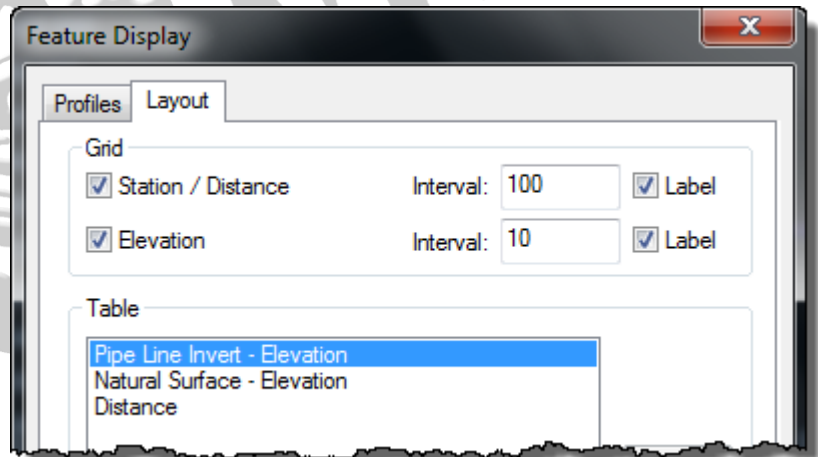 Feature Display
Profiles Layout
Grid
Station / Distance Interval: 100 Label
Elevation Interval: 10 Label
Table
Pipe Line Invert - Elevation
Natural Surface - Elevation
Distance